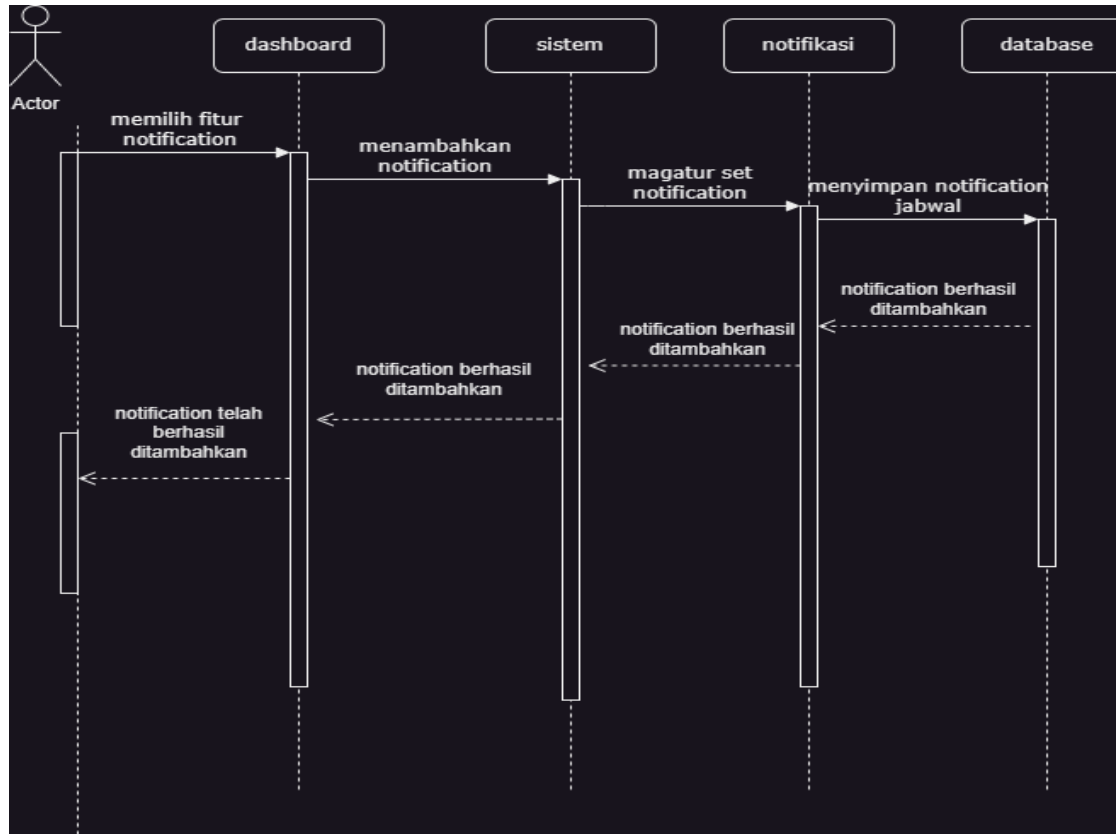 dashboard
sistem
notifikasi
database
Actor
memilih fitur
notification
menambahkan
notification
magatur set
notification
menyimpan notification
jabwal
notification berhasil
ditambahkan
notification berhasil
ditambahkan
notification berhasil
ditambahkan
notification telah
berhasil
ditambahkan